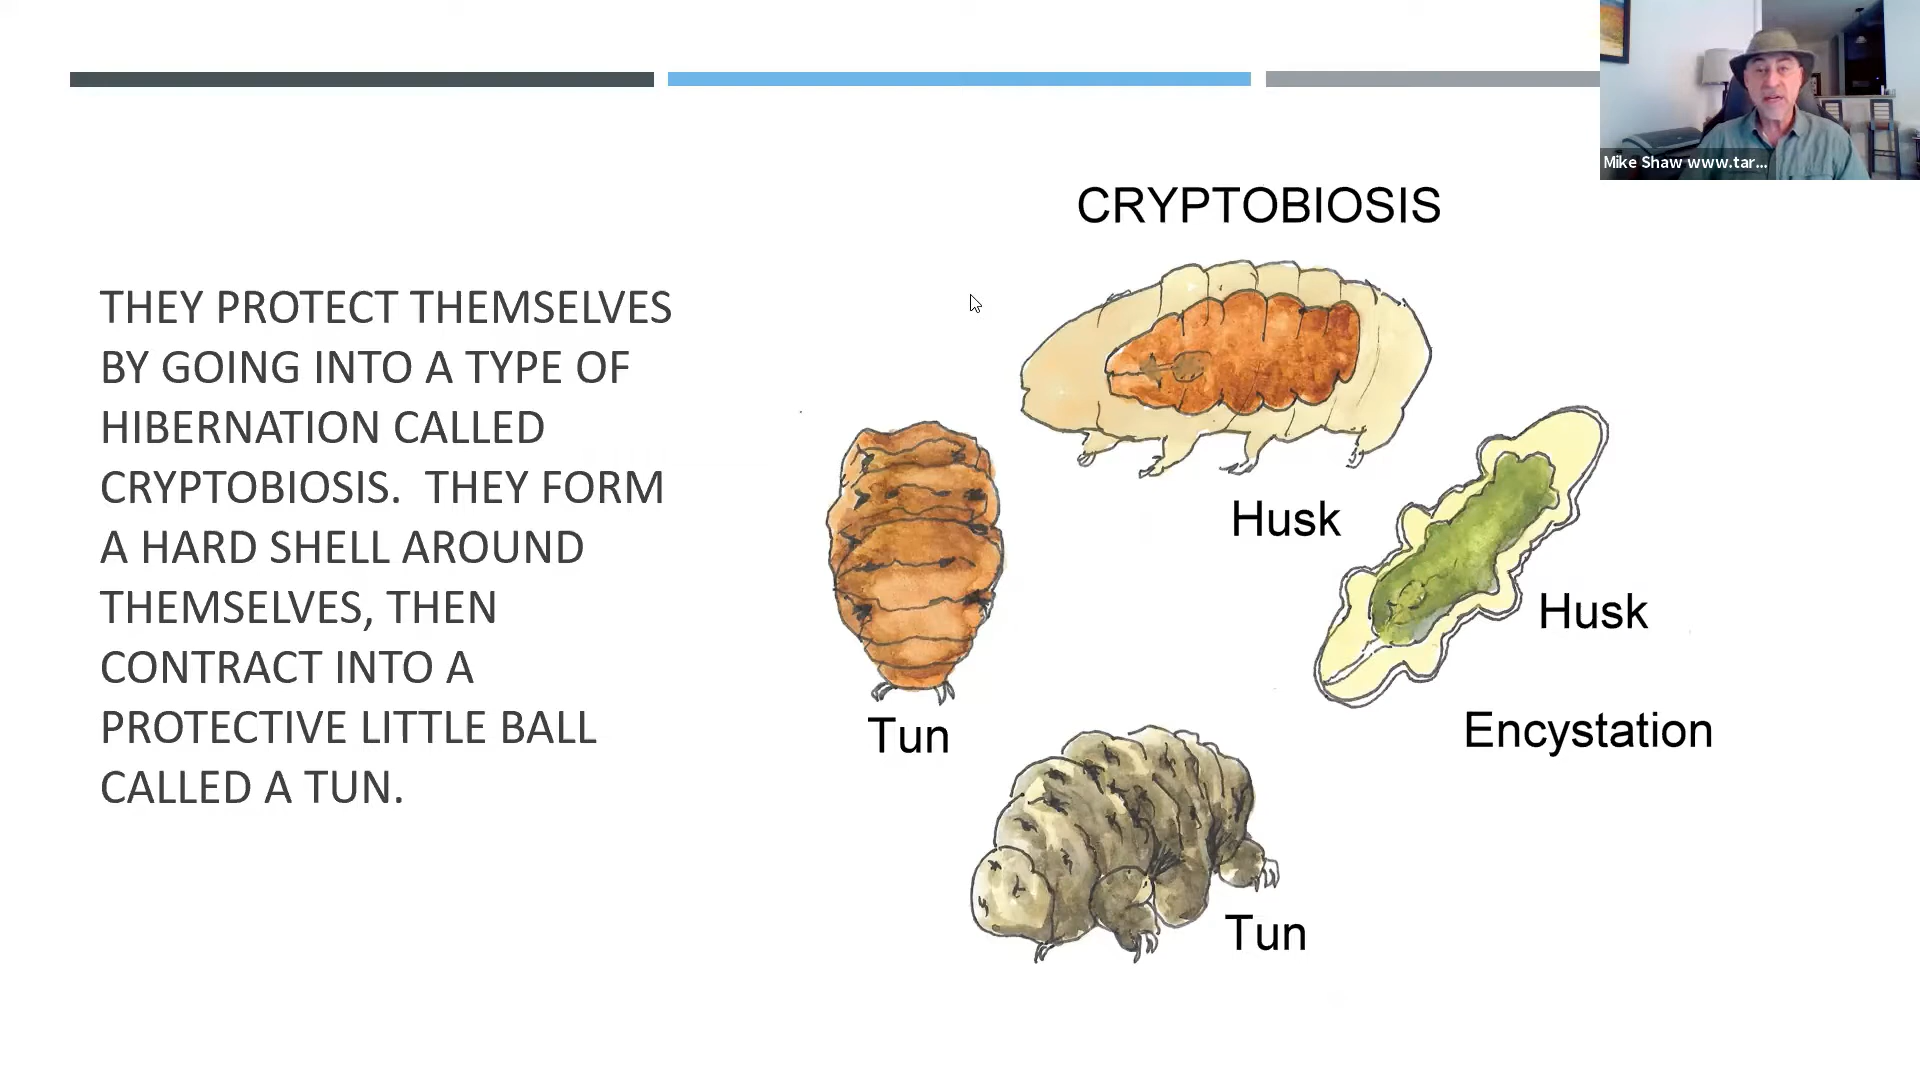 Mike Shaw www.tar...
CRYPTOBIOSIS
THEY PROTECT THEMSELVES
BY GOING INTO A TYPE OF
HIBERNATION CALLED
CRYPTOBIOSIS.  THEY FORM
A HARD SHELL AROUND
THEMSELVES, THEN
CONTRACT INTO A
PROTECTIVE LITTLE BALL
CALLED A TUN.
Husk
Husk
Encystation
Tun
Tun